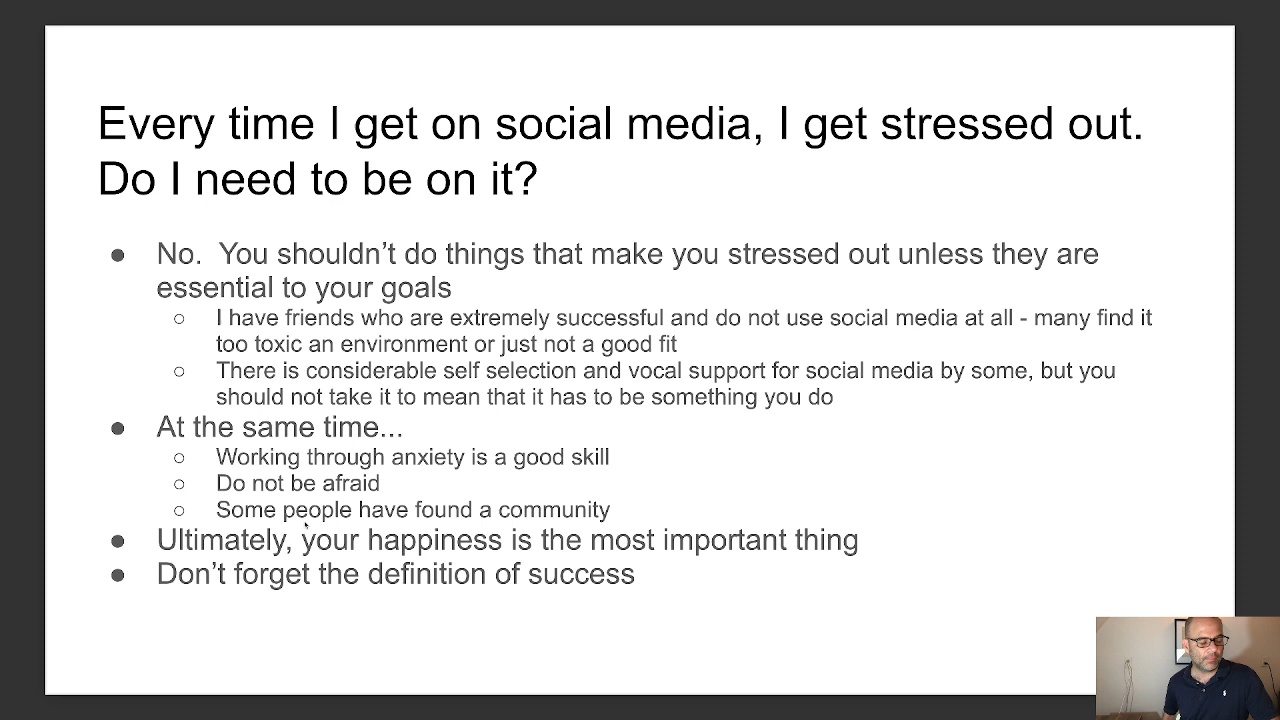 Every time I get on social media, I get stressed out.
Do I need to be on it?
● No.  You shouldn’t do things that make you stressed out unless they are
essential to your goals
○ I have friends who are extremely successful and do not use social media at all - many find it
too toxic an environment or just not a good fit
○ There is considerable self selection and vocal support for social media by some, but you
should not take it to mean that it has to be something you do
● At the same time...
○ Working through anxiety is a good skill
○ Do not be afraid
○ Some people have found a community
● Ultimately, your happiness is the most important thing
● Don’t forget the definition of success